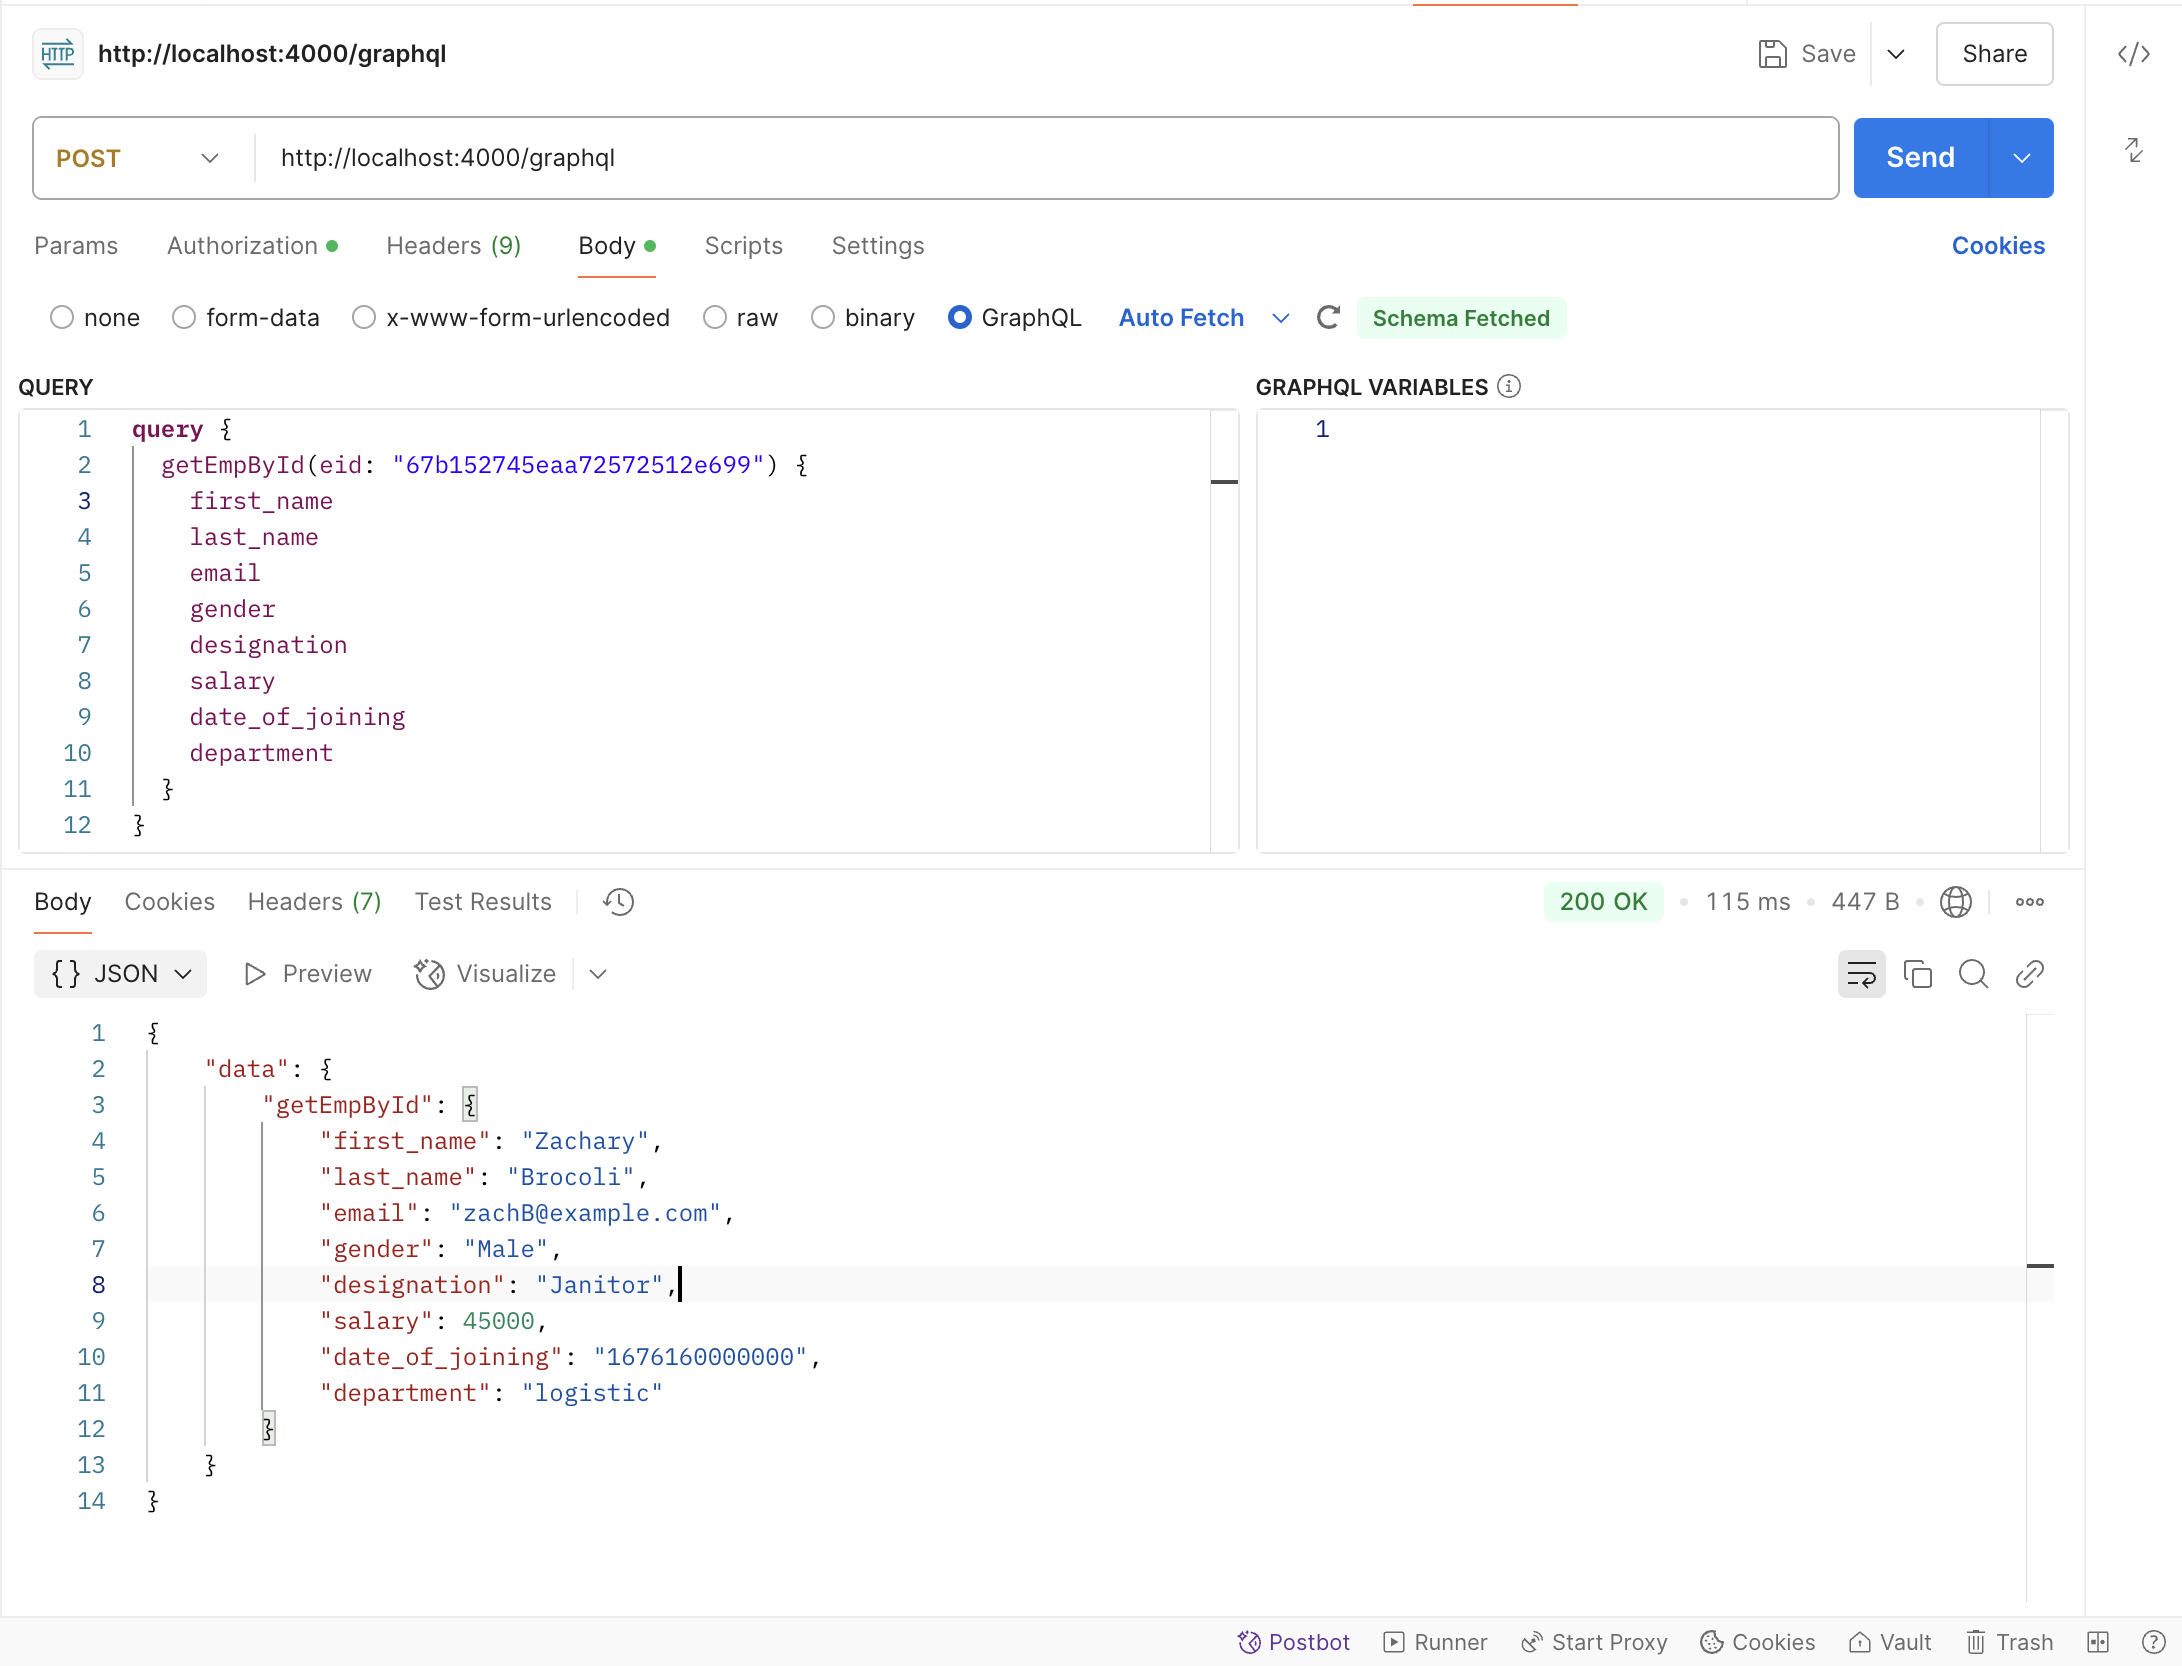 HTTP http://localhost:4000/graphql Save Share
POST http://localhost:4000/graphql Send
Params Authorization Headers (9) Body Scripts Settings Cookies
none form-data x-www-form-urlencoded raw binary GraphQL Auto Fetch Schema Fetched
QUERY
1 query {
2 getEmpById(eid: "67b152745eaa72572512e699") {
3 first_name
4 last_name
5 email
6 gender
7 designation
8 salary
9 date_of_joining
10 department
11 }
12 }
GRAPHQL VARIABLES
1
Body Cookies Headers (7) Test Results 200 OK 115 ms 447 B
{} JSON Preview Visualize
1 {
2 "data": {
3 "getEmpById": {
4 "first_name": "Zachary",
5 "last_name": "Brocoli",
6 "email": "zachB@example.com",
7 "gender": "Male",
8 "designation": "Janitor",
9 "salary": 45000,
10 "date_of_joining": "1676160000000",
11 "department": "logistic"
12 }
13 }
14 }
Postbot Runner Start Proxy Cookies Vault Trash